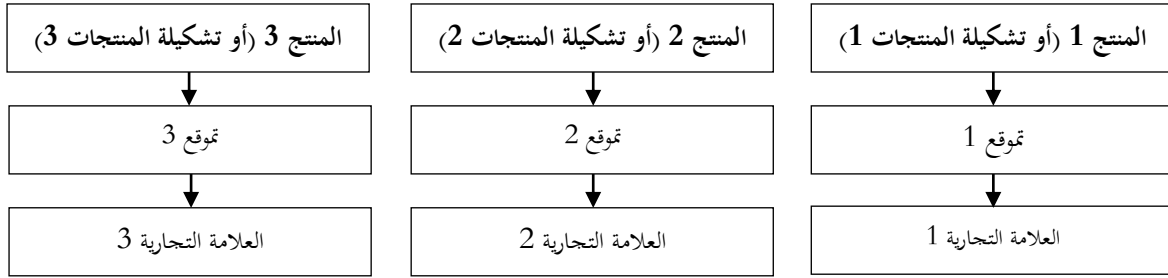 المنتج 1 (أو تشكيلة المنتجات 1)
المنتج 2 (أو تشكيلة المنتجات 2)
المنتج 3 (أو تشكيلة المنتجات 3)
تموقع 1
تموقع 2
تموقع 3
العلامة التجارية 1
العلامة التجارية 2
العلامة التجارية 3